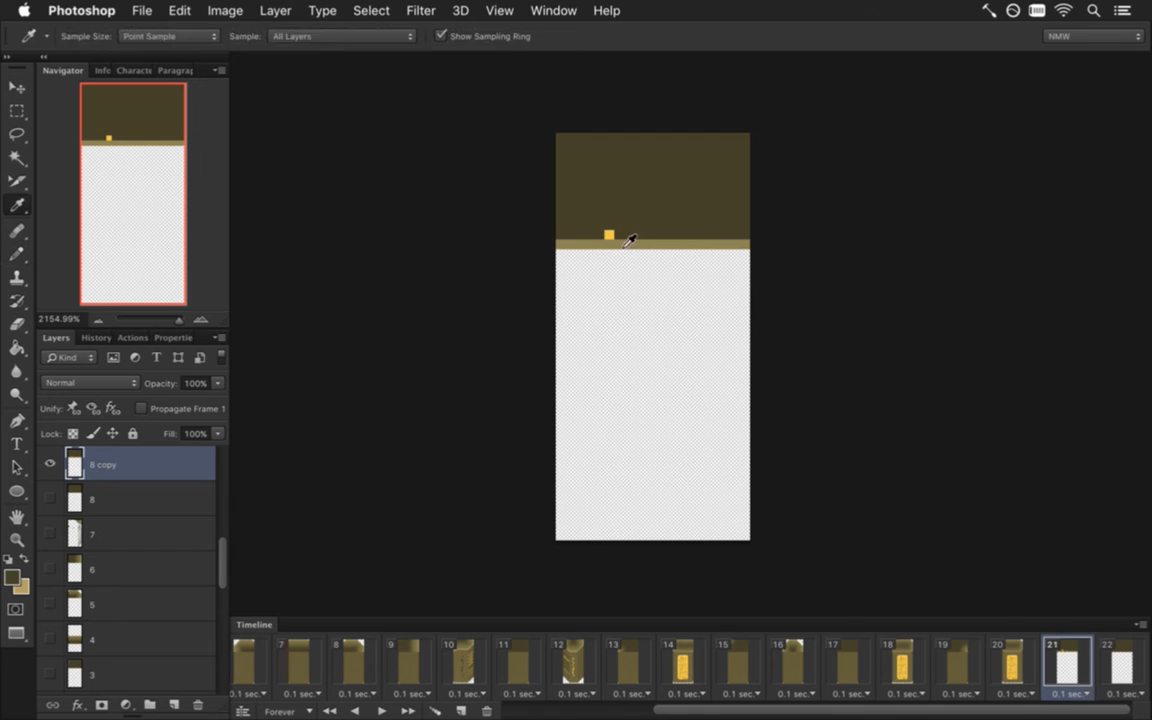 Photoshop File Edit Image Layer Type Select Filter 3D View Window Help
Sample Size: Point Sample Sample: All Layers Show Sampling Ring NMW
Navigator Info Characte Paragrap
2154.99%
Layers History Actions Propertie
Kind
Normal Opacity: 100%
Unify: Propagate Frame 1
Lock: Fill: 100%
8 copy
8
7
6
5
4
3
Timeline
7 8 9 10 11 12 13 14 15 16 17 18 19 20 21 22
0.1 sec. 0.1 sec. 0.1 sec. 0.1 sec. 0.1 sec. 0.1 sec. 0.1 sec. 0.1 sec. 0.1 sec. 0.1 sec. 0.1 sec. 0.1 sec. 0.1 sec. 0.1 sec. 0.1 sec. 0.1 sec. 0.1 sec.
Forever